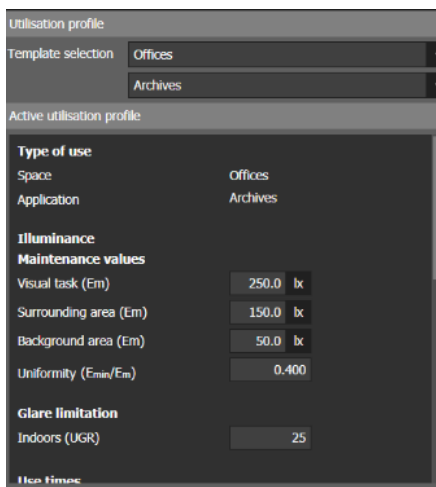 Utilisation profile
Template selection Offices
Archives
Active utilisation profile
Type of use
Space Offices
Application Archives
Illuminance
Maintenance values
Visual task (Em) 250.0 lx
Surrounding area (Em) 150.0 lx
Background area (Em) 50.0 lx
Uniformity (Emin/Em) 0.400
Glare limitation
Indoors (UGR) 25
Use times